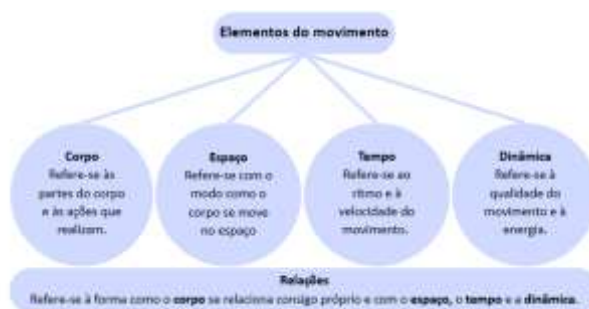 Elementos do movimento
Corpo
Refere-se às
partes do corpo
e às ações que
realizam.
Espaço
Refere-se com o
modo como o
corpo se move
no espaço
Tempo
Refere-se ao
ritmo e à
velocidade do
movimento.
Dinâmica
Refere-se à
qualidade do
movimento e à
energia.
Relações
Refere-se à forma como o corpo se relaciona consigo próprio e com o espaço, o tempo e a dinâmica.